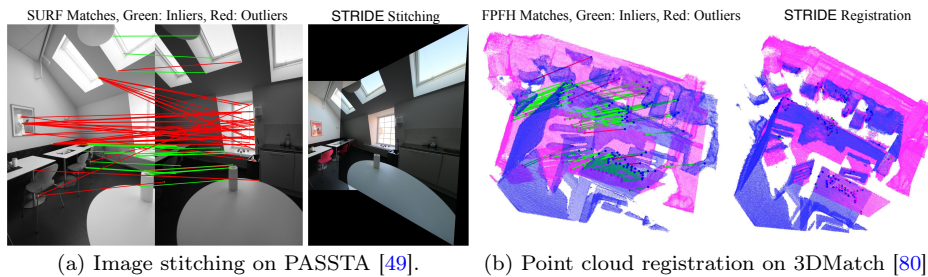 SURF Matches, Green: Inliers, Red: Outliers
STRIDE Stitching
FPFH Matches, Green: Inliers, Red: Outliers
STRIDE Registration
(a) Image stitching on PASSTA [49].
(b) Point cloud registration on 3DMatch [80]